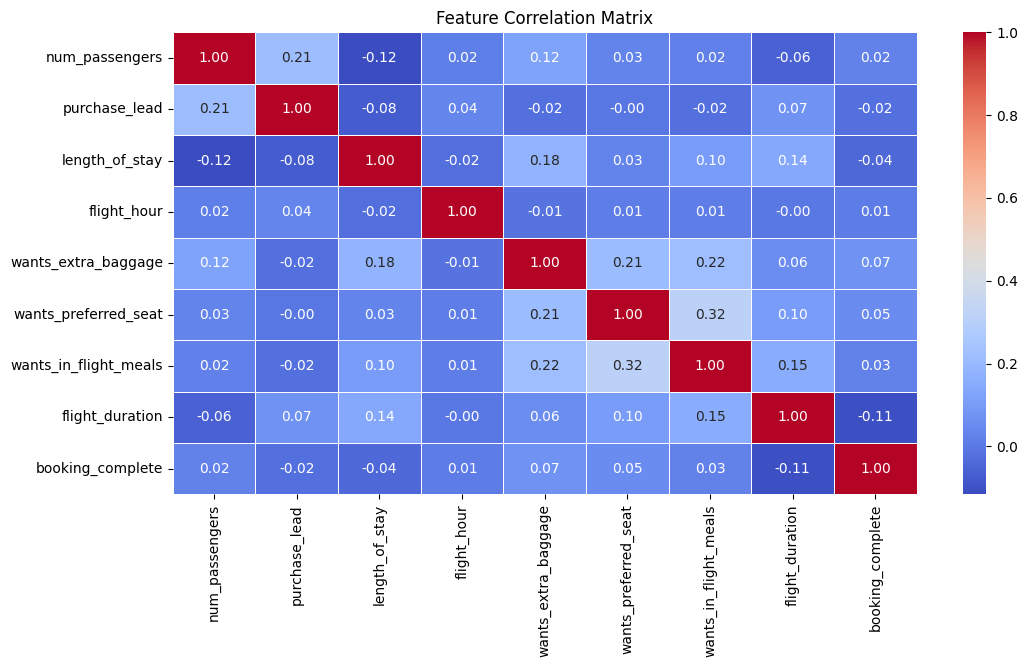 Feature Correlation Matrix
num_passengers 1.00 0.21 -0.12 0.02 0.12 0.03 0.02 -0.06 0.02
purchase_lead 0.21 1.00 -0.08 0.04 -0.02 -0.00 -0.02 0.07 -0.02
length_of_stay -0.12 -0.08 1.00 -0.02 0.18 0.03 0.10 0.14 -0.04
flight_hour 0.02 0.04 -0.02 1.00 -0.01 0.01 0.01 -0.00 0.01
wants_extra_baggage 0.12 -0.02 0.18 -0.01 1.00 0.21 0.22 0.06 0.07
wants_preferred_seat 0.03 -0.00 0.03 0.01 0.21 1.00 0.32 0.10 0.05
wants_in_flight_meals 0.02 -0.02 0.10 0.01 0.22 0.32 1.00 0.15 0.03
flight_duration -0.06 0.07 0.14 -0.00 0.06 0.10 0.15 1.00 -0.11
booking_complete 0.02 -0.02 -0.04 0.01 0.07 0.05 0.03 -0.11 1.00
num_passengers
purchase_lead
length_of_stay
flight_hour
wants_extra_baggage
wants_preferred_seat
wants_in_flight_meals
flight_duration
booking_complete
1.0
0.8
0.6
0.4
0.2
0.0